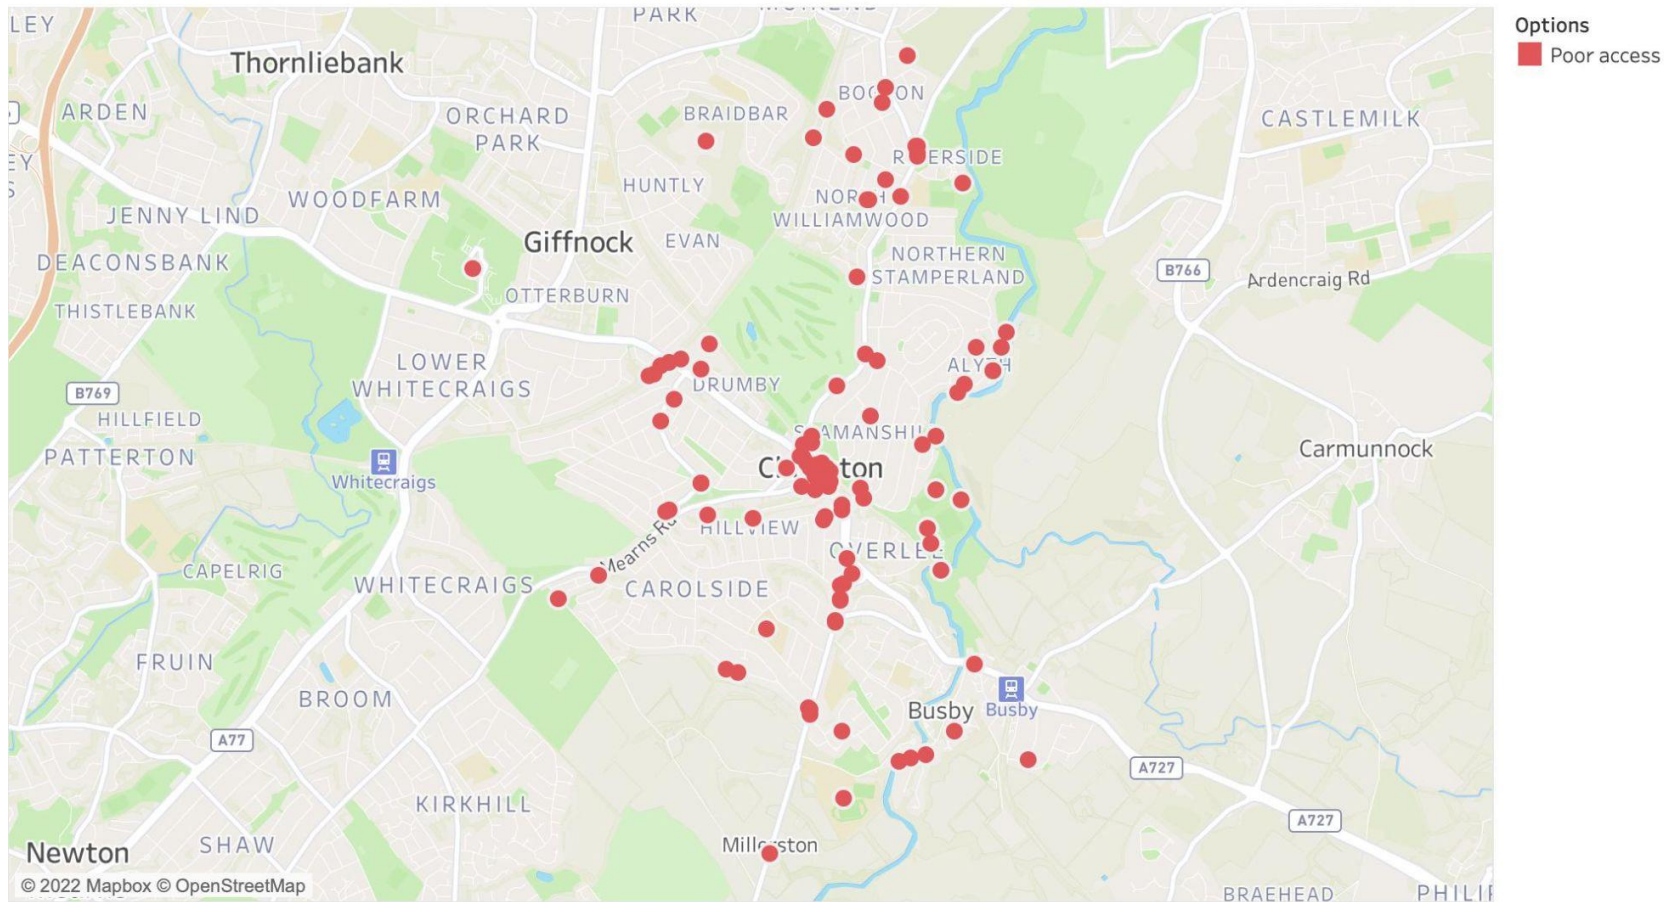 Options
Poor access
LEY
PARK
Thornliebank
ARDEN
ORCHARD
PARK
BRAIDBAR
CASTLEMILK
HUNTLY
WOODFARM
JENNY LIND
WILLIAMWOOD
Giffnock
EVAN
NORTHERN
STAMPERLAND
DEACONSBANK
B766
Ardencraig Rd
OTTERBURN
THISTLEBANK
LOWER
WHITECRAIGS
DRUMBY
B769
HILLFIELD
PATTERTON
Whitecraigs
Carmunnock
HILLVIEW
OVERLEE
Mearns Rd
CAPELRIG
WHITECRAIGS
CAROLSIDE
FRUIN
BROOM
Busby
Busby
A77
A727
KIRKHILL
A727
SHAW
Newton
© 2022 Mapbox © OpenStreetMap
BRAEHEAD